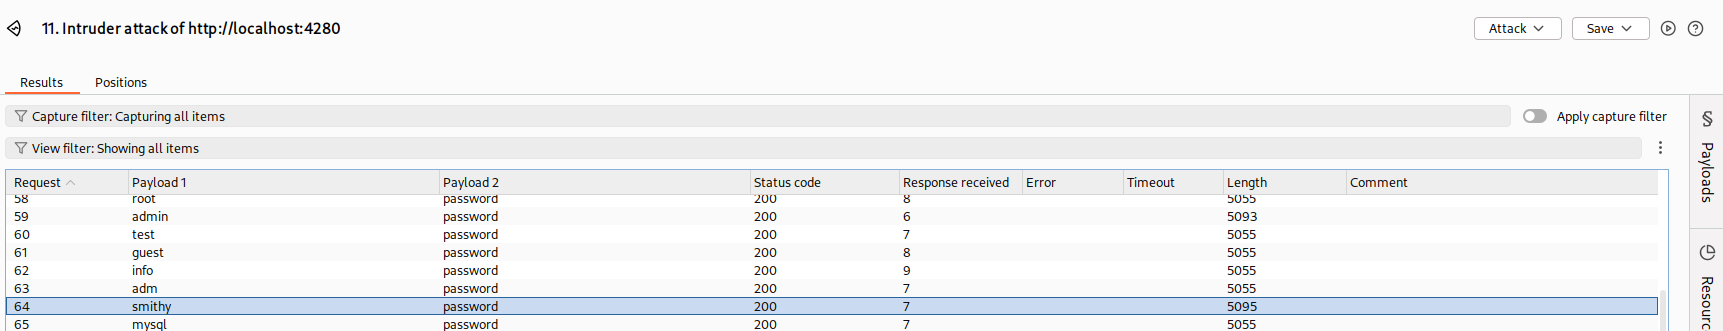 11. Intruder attack of http://localhost:4280
Attack
Save
Results
Positions
Capture filter: Capturing all items
Apply capture filter
View filter: Showing all items
Request
Payload 1
Payload 2
Status code
Response received
Error
Timeout
Length
Comment
58 root password 200 8 5055
59 admin password 200 6 5093
60 test password 200 7 5055
61 guest password 200 8 5055
62 info password 200 9 5055
63 adm password 200 7 5055
64 smithy password 200 7 5095
65 mysql password 200 7 5055
Payloads
Resourc